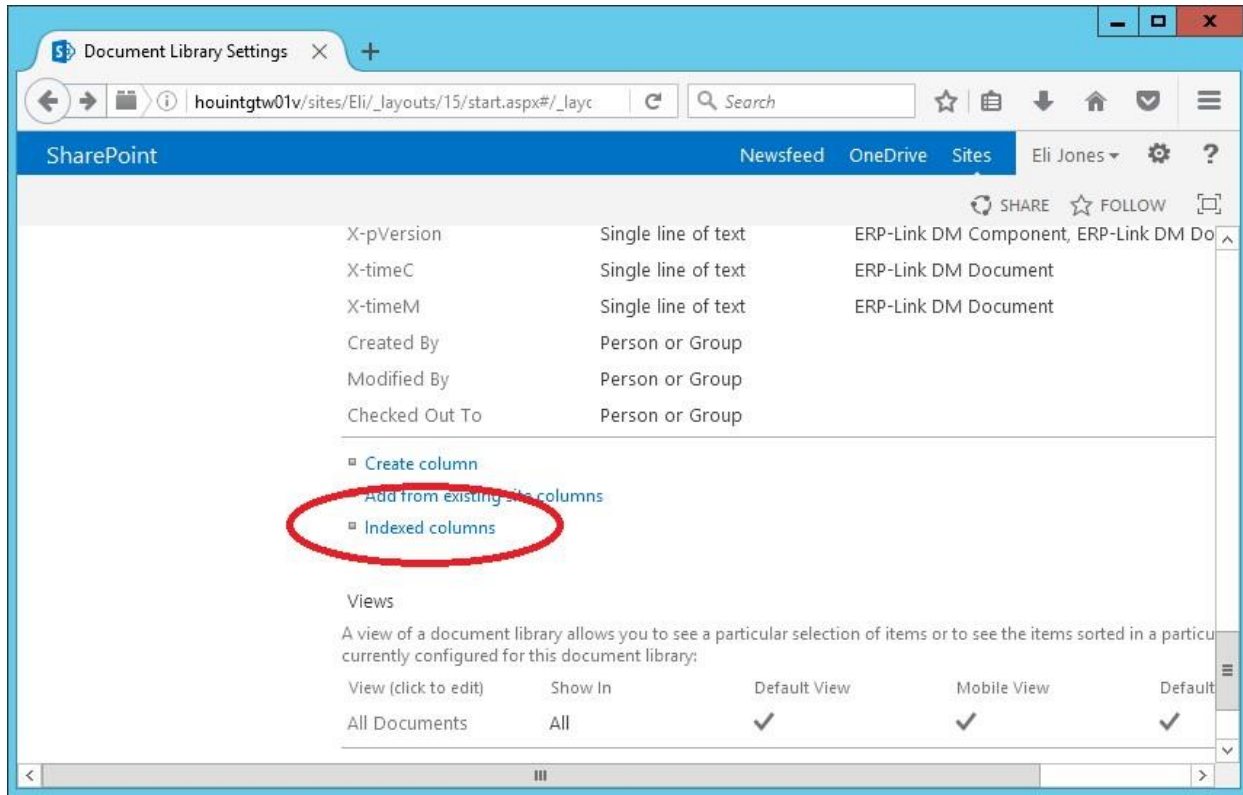 Document Library Settings
houintgtw01v/sites/Eli/_layouts/15/start.aspx#/_layc Search
SharePoint Newsfeed OneDrive Sites Eli Jones ?
SHARE FOLLOW
X-pVersion Single line of text ERP-Link DM Component, ERP-Link DM Do
X-timeC Single line of text ERP-Link DM Document
X-timeM Single line of text ERP-Link DM Document
Created By Person or Group
Modified By Person or Group
Checked Out To Person or Group
Create column
Add from existing site columns
Indexed columns
Views
A view of a document library allows you to see a particular selection of items or to see the items sorted in a particu
currently configured for this document library:
View (click to edit) Show In Default View Mobile View Default
All Documents All